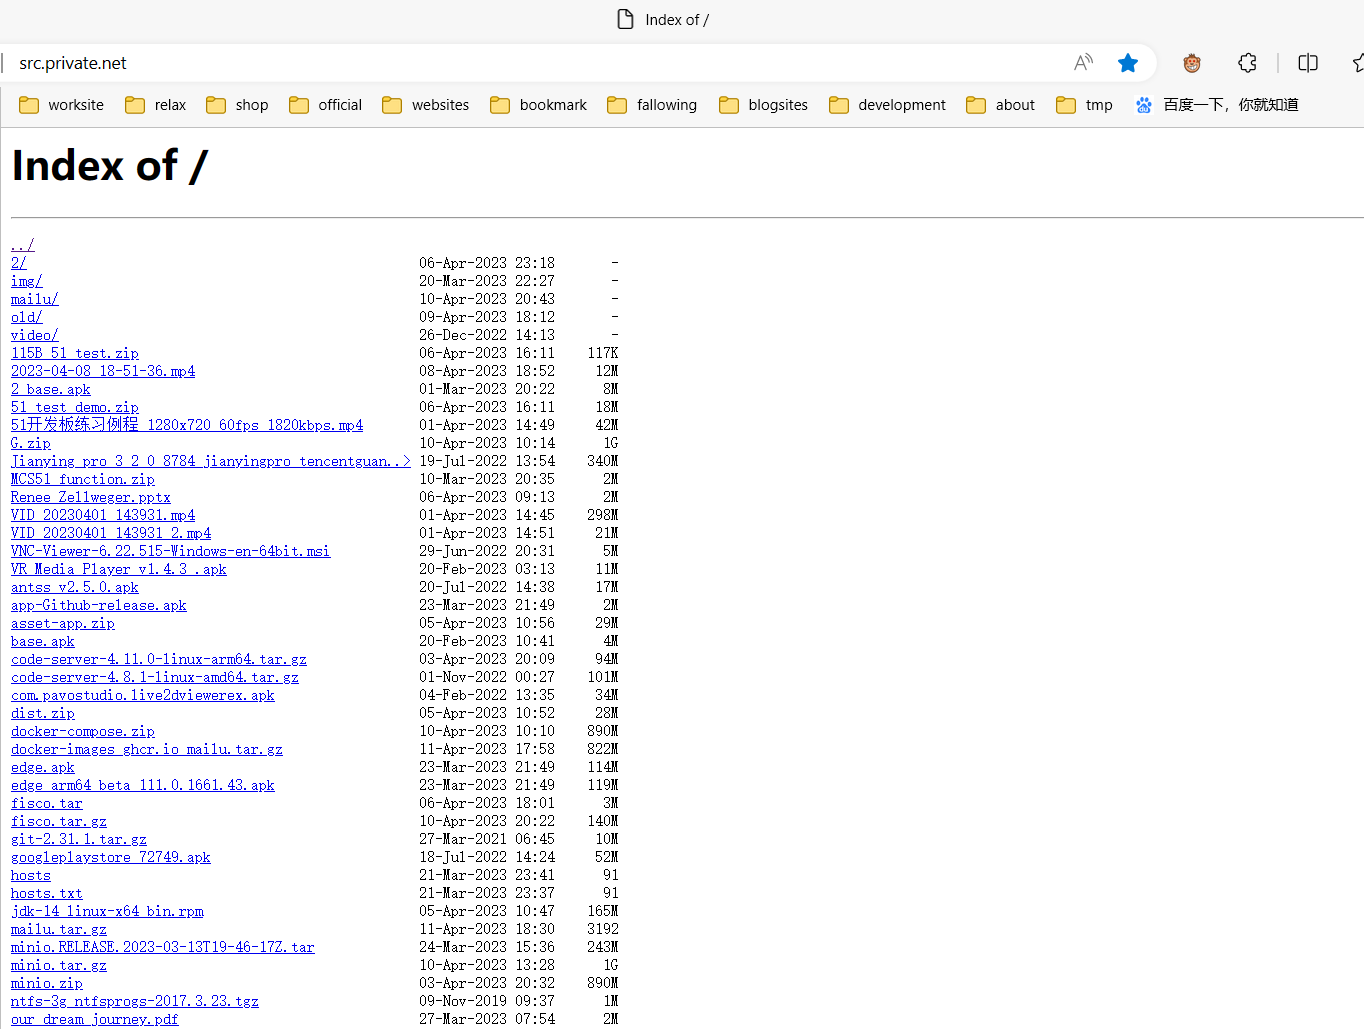 Index of /
src.private.net
worksite relax shop official websites bookmark fallowing blogsites development about tmp 百度一下，你就知道
Index of /
../
2/ 06-Apr-2023 23:18 -
img/ 20-Mar-2023 22:27 -
mailu/ 10-Apr-2023 20:43 -
old/ 09-Apr-2023 18:12 -
video/ 26-Dec-2022 14:13 -
115B_51_test.zip 06-Apr-2023 16:11 117K
2023-04-08_18-51-36.mp4 08-Apr-2023 18:52 12M
2_base.apk 01-Mar-2023 20:22 8M
51_test_demo.zip 06-Apr-2023 16:11 18M
51开发板练习例程_1280x720_60fps_1820kbps.mp4 01-Apr-2023 14:49 42M
G.zip 10-Apr-2023 10:14 1G
Jianying_pro_3_2_0_8784_jianyingpro_tencentguan..> 19-Jul-2022 13:54 340M
MCS51_function.zip 10-Mar-2023 20:35 2M
Renee_Zellweger.pptx 06-Apr-2023 09:13 2M
VID_20230401_143931.mp4 01-Apr-2023 14:45 298M
VID_20230401_143931_2.mp4 01-Apr-2023 14:51 21M
VNC-Viewer-6.22.515-Windows-en-64bit.msi 29-Jun-2022 20:31 5M
VR_Media_Player_v1.4.3_.apk 20-Feb-2023 03:13 11M
antss_v2.5.0.apk 20-Jul-2022 14:38 17M
app-Github-release.apk 23-Mar-2023 21:49 2M
asset-app.zip 05-Apr-2023 10:56 29M
base.apk 20-Feb-2023 10:41 4M
code-server-4.11.0-linux-arm64.tar.gz 03-Apr-2023 20:09 94M
code-server-4.8.1-linux-amd64.tar.gz 01-Nov-2022 00:27 101M
com.pavostudio.live2dviewerex.apk 04-Feb-2022 13:35 34M
dist.zip 05-Apr-2023 10:52 28M
docker-compose.zip 10-Apr-2023 10:10 890M
docker-images_ghcr.io_mailu.tar.gz 11-Apr-2023 17:58 822M
edge.apk 23-Mar-2023 21:49 114M
edge_arm64_beta_111.0.1661.43.apk 23-Mar-2023 21:49 119M
fisco.tar 06-Apr-2023 18:01 3M
fisco.tar.gz 10-Apr-2023 20:22 140M
git-2.31.1.tar.gz 27-Mar-2021 06:45 10M
googleplaystore_72749.apk 18-Jul-2022 14:24 52M
hosts 21-Mar-2023 23:41 91
hosts.txt 21-Mar-2023 23:37 91
jdk-14_linux-x64_bin.rpm 05-Apr-2023 10:47 165M
mailu.tar.gz 11-Apr-2023 18:30 3192
minio.RELEASE.2023-03-13T19-46-17Z.tar 24-Mar-2023 15:36 243M
minio.tar.gz 10-Apr-2023 13:28 1G
minio.zip 03-Apr-2023 20:32 890M
ntfs-3g_ntfsprogs-2017.3.23.tgz 09-Nov-2019 09:37 1M
our_dream_journey.pdf 27-Mar-2023 07:54 2M